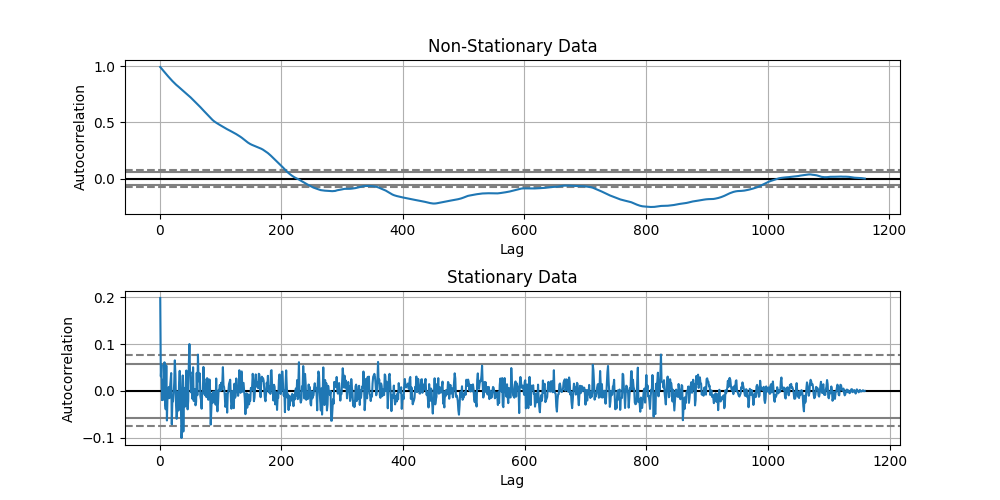 Non-Stationary Data
1.0
0.5
0.0
Autocorrelation
0 200 400 600 800 1000 1200
Lag
Stationary Data
0.2
0.1
0.0
−0.1
Autocorrelation
0 200 400 600 800 1000 1200
Lag